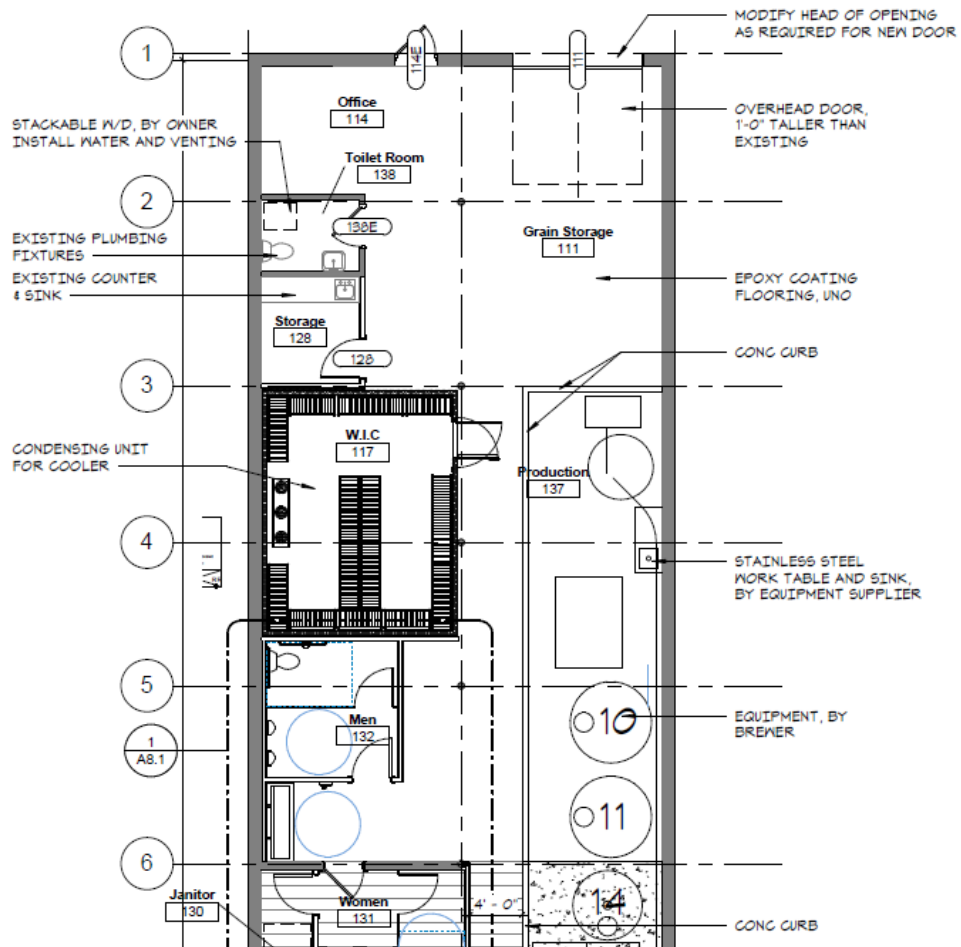 MODIFY HEAD OF OPENING
AS REQUIRED FOR NEW DOOR
1
114E
111
Office
114
OVERHEAD DOOR,
1'-0" TALLER THAN
EXISTING
STACKABLE W/D, BY OWNER
INSTALL WATER AND VENTING
Toilet Room
138
2
138E
Grain Storage
111
EXISTING PLUMBING
FIXTURES
EXISTING COUNTER
& SINK
EPOXY COATING
FLOORING, UNO
Storage
128
128
CONC CURB
3
W.I.C
117
CONDENSING UNIT
FOR COOLER
Production
137
4
STAINLESS STEEL
WORK TABLE AND SINK,
BY EQUIPMENT SUPPLIER
5
Men
132
10
EQUIPMENT, BY
BREWER
1
A8.1
11
6
Janitor
130
Women
131
4' - 0"
14
CONC CURB